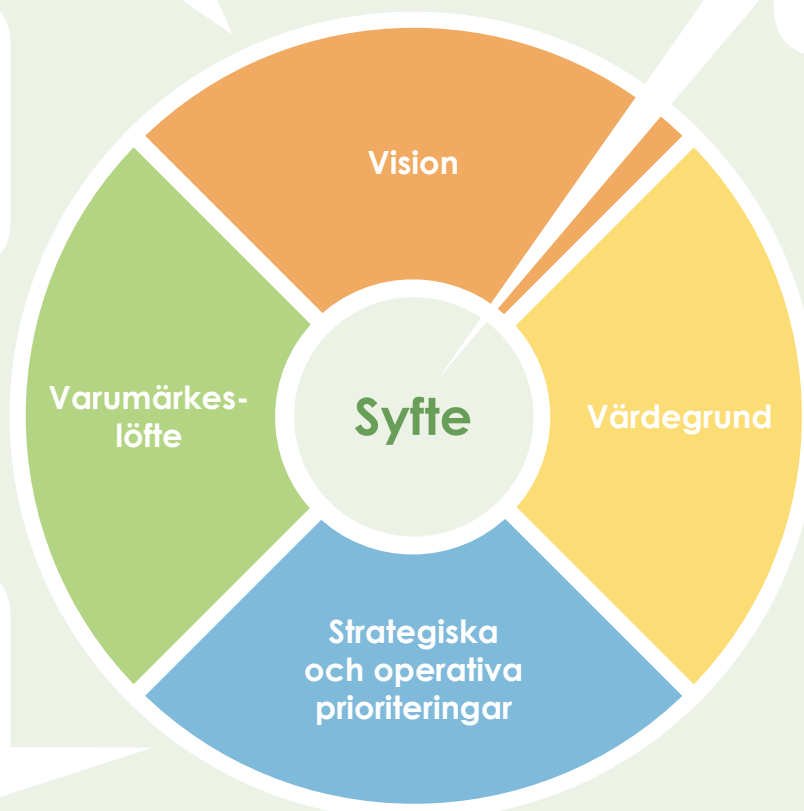 Vision
Varumärkes-
löfte
Syfte
Värdegrund
Strategiska
och operativa
prioriteringar